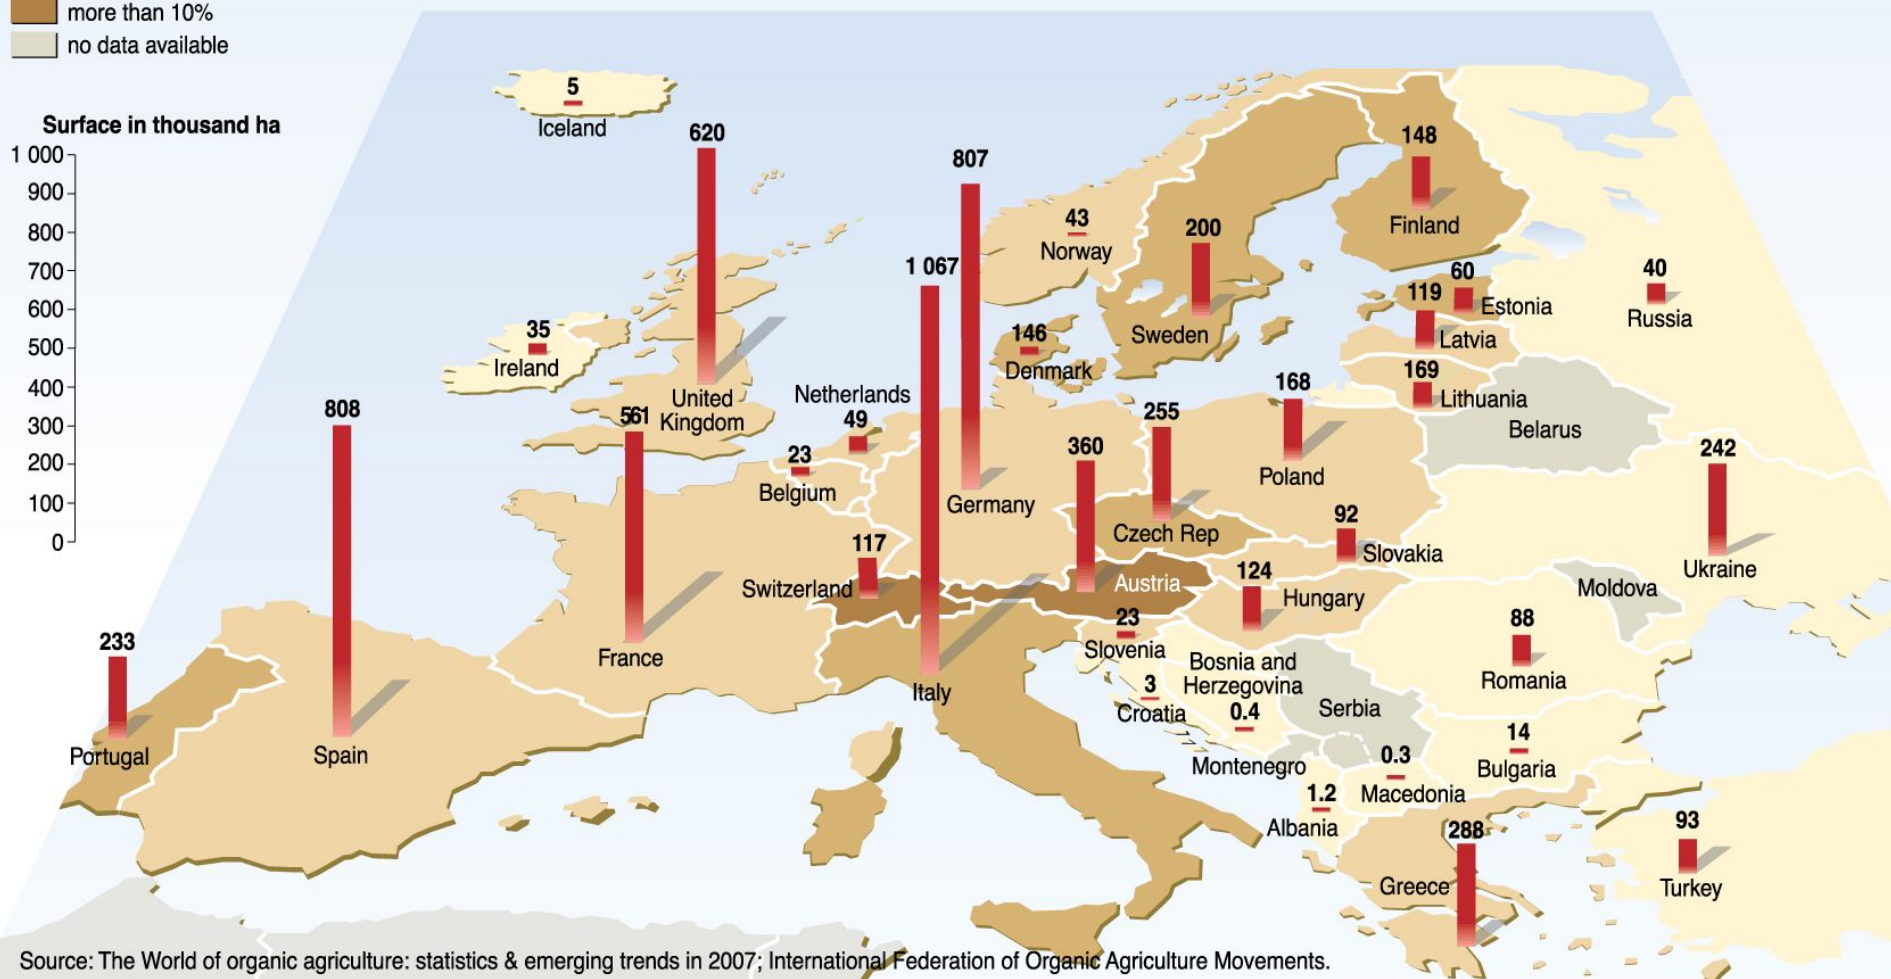 more than 10%
no data available
Surface in thousand ha
1 000
900
800
700
600
500
400
300
200
100
0
5
Iceland
620
United
Kingdom
807
Germany
1 067
Italy
43
Norway
200
Sweden
148
Finland
60
Estonia
119
Latvia
169
Lithuania
40
Russia
35
Ireland
146
Denmark
Netherlands
49
23
Belgium
808
Spain
561
France
360
Austria
255
Czech Rep
168
Poland
Belarus
242
Ukraine
92
Slovakia
117
Switzerland
124
Hungary
Moldova
233
Portugal
23
Slovenia
Bosnia and
Herzegovina
0.4
3
Croatia
Serbia
88
Romania
14
Bulgaria
Montenegro
0.3
Macedonia
1.2
Albania
288
Greece
93
Turkey
Source: The World of organic agriculture: statistics & emerging trends in 2007; International Federation of Organic Agriculture Movements.